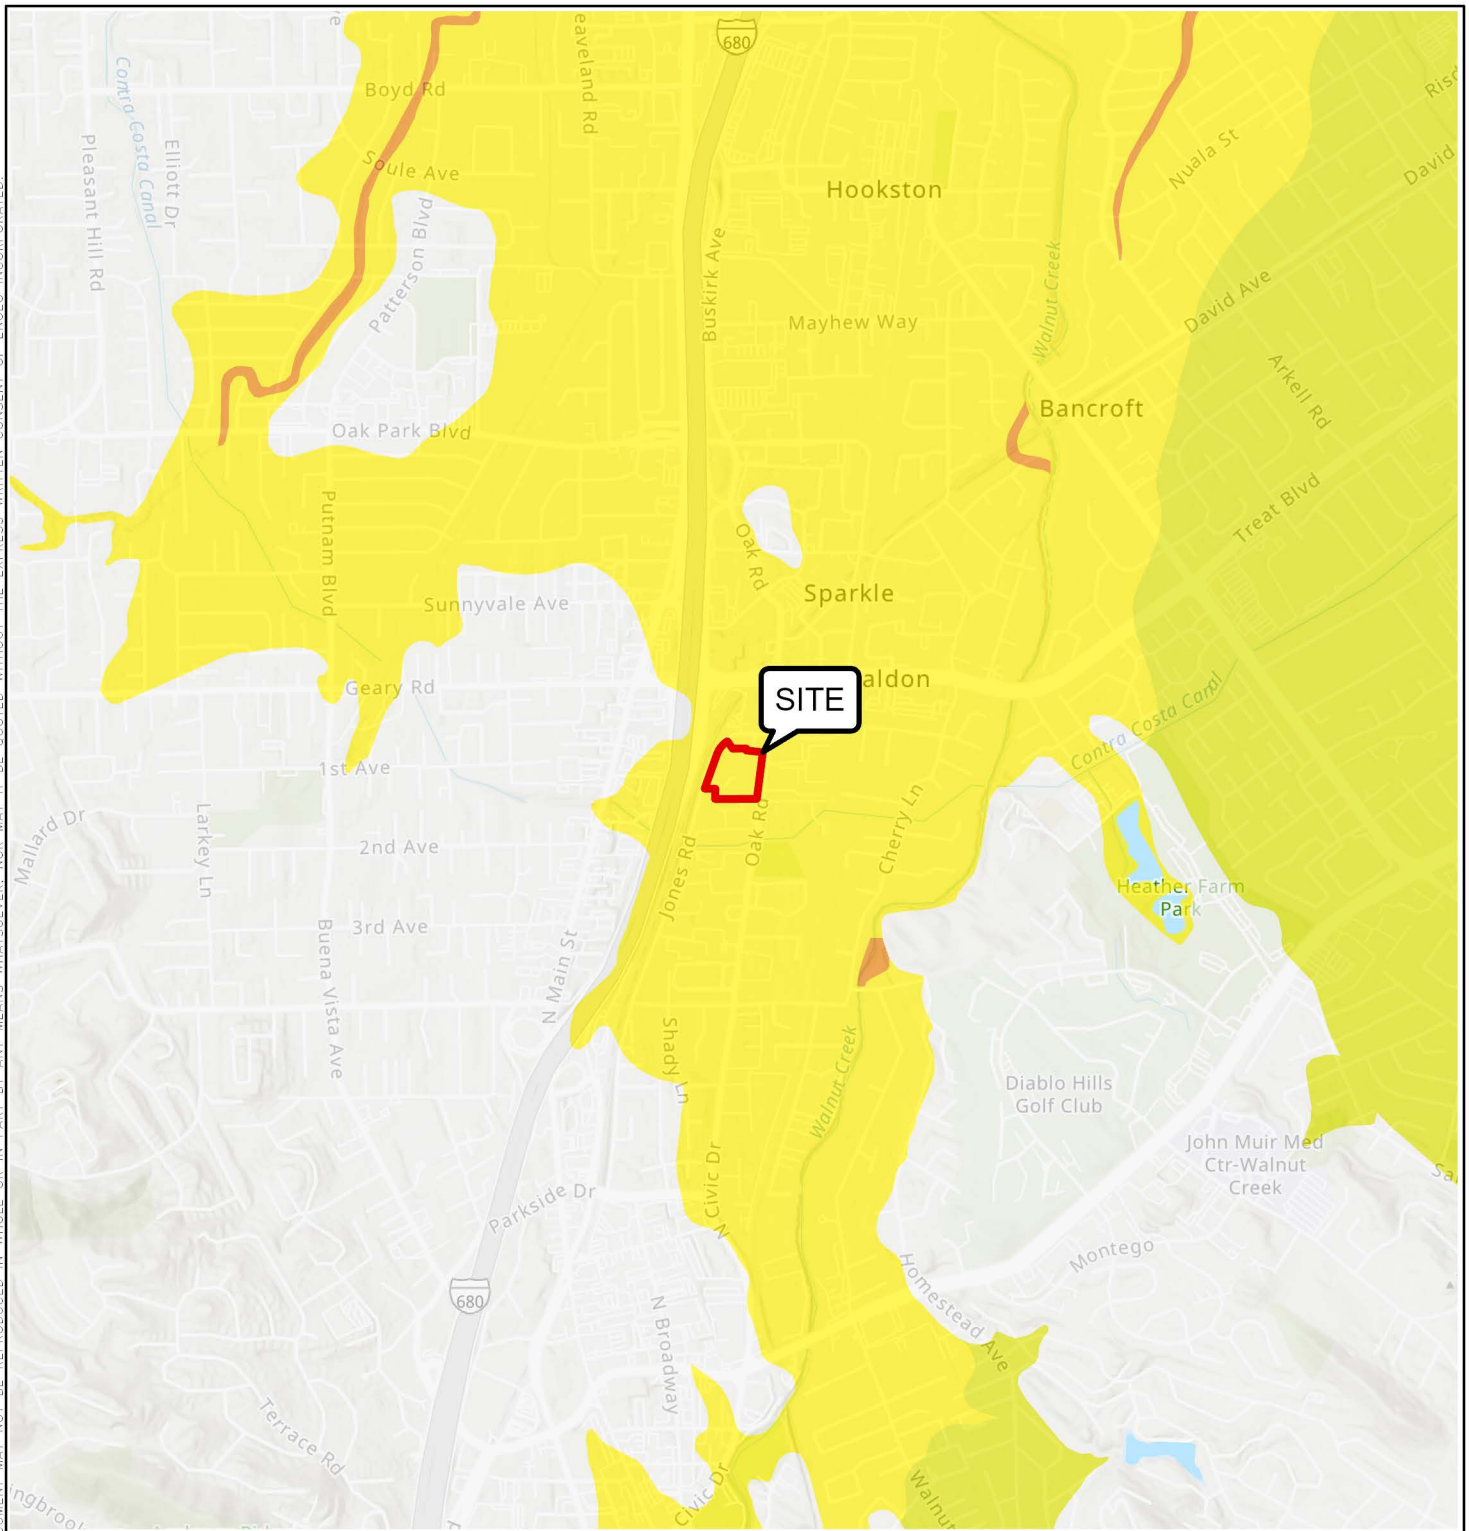 680
Boyd Rd
eaveland Rd
Contra Costa Canal
Elliott Dr
Pleasant Hill Rd
Soule Ave
Patterson Blvd
Hookston
Nuala St
David
Buskirk Ave
Mayhew Way
Walnut Creek
David Ave
Arkell Rd
Bancroft
Oak Park Blvd
Putnam Blvd
Oak Rd
Treat Blvd
Sunnyvale Ave
Sparkle
Geary Rd
aldon
SITE
Contra Costa Canal
1st Ave
Mallard Dr
Larkey Ln
2nd Ave
Jones Rd
Oak Rd
Cherry Ln
Heather Farm
Park
3rd Ave
Buena Vista Ave
N Main St
Shady Ln
Walnut Creek
Diablo Hills
Golf Club
John Muir Med
Ctr-Walnut
Creek
N Civic Dr
Parkside Dr
Montego
Homestead Ave
680
N Broadway
Terrace Rd
Civic Dr
Walnut